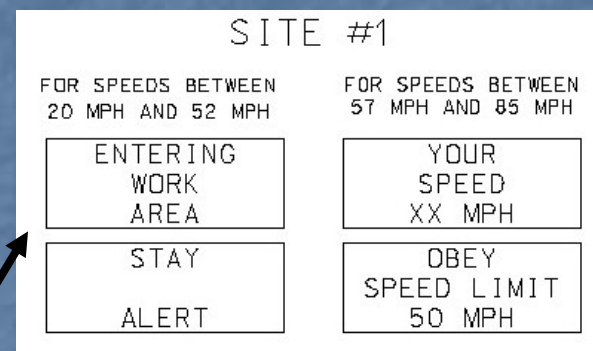 SITE #1
FOR SPEEDS BETWEEN
20 MPH AND 52 MPH
ENTERING
WORK
AREA
STAY
ALERT
FOR SPEEDS BETWEEN
57 MPH AND 85 MPH
YOUR
SPEED
XX MPH
OBEY
SPEED LIMIT
50 MPH